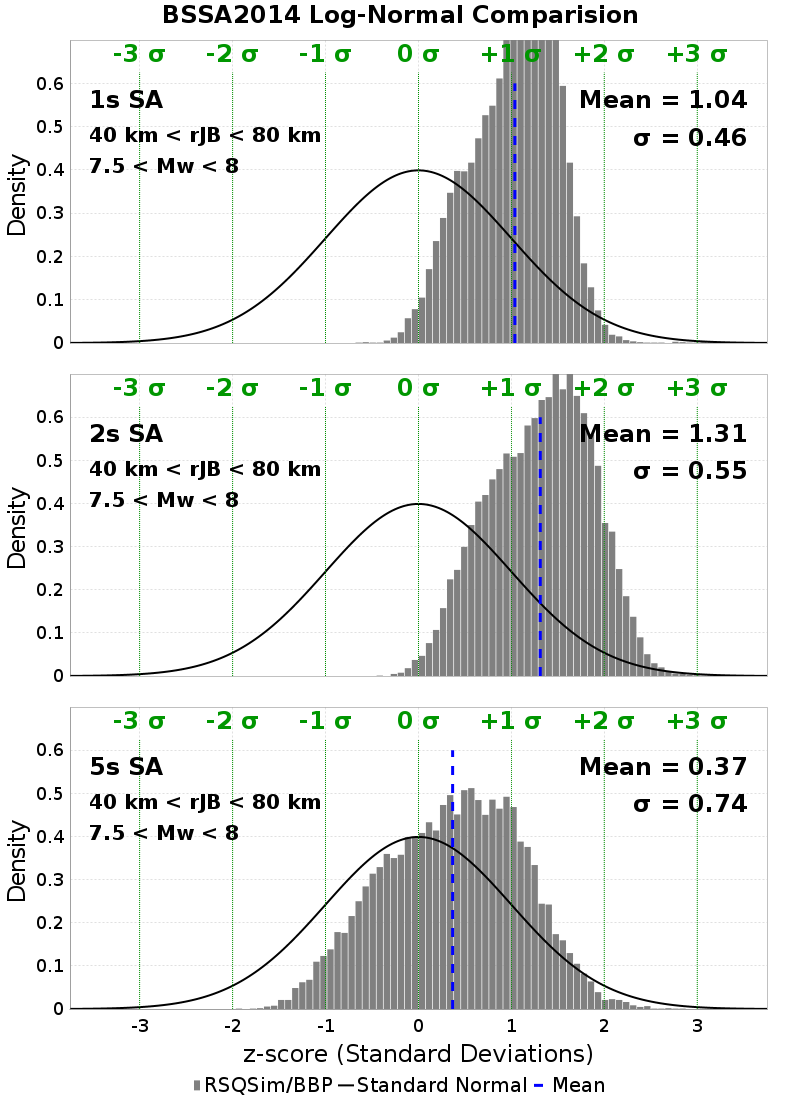 BSSA2014 Log-Normal Comparision
-3 σ -2 σ -1 σ 0 σ +1 σ +2 σ +3 σ
0.6
1s SA Mean = 1.04
0.5
40 km < rJB < 80 km σ = 0.46
7.5 < Mw < 8
0.4
Density
0.3
0.2
0.1
0
-3 σ -2 σ -1 σ 0 σ +1 σ +2 σ +3 σ
0.6
2s SA Mean = 1.31
0.5
40 km < rJB < 80 km σ = 0.55
7.5 < Mw < 8
0.4
Density
0.3
0.2
0.1
0
-3 σ -2 σ -1 σ 0 σ +1 σ +2 σ +3 σ
0.6
5s SA Mean = 0.37
0.5
40 km < rJB < 80 km σ = 0.74
7.5 < Mw < 8
0.4
Density
0.3
0.2
0.1
0
-3 -2 -1 0 1 2 3
z-score (Standard Deviations)
RSQSim/BBP Standard Normal Mean